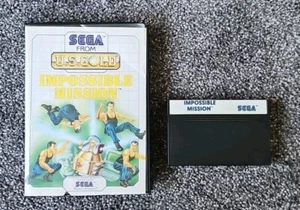 SEGA
FROM
U.S. GOLD
IMPOSSIBLE
MISSION
SEGA
IMPOSSIBLE
MISSION
SEGA